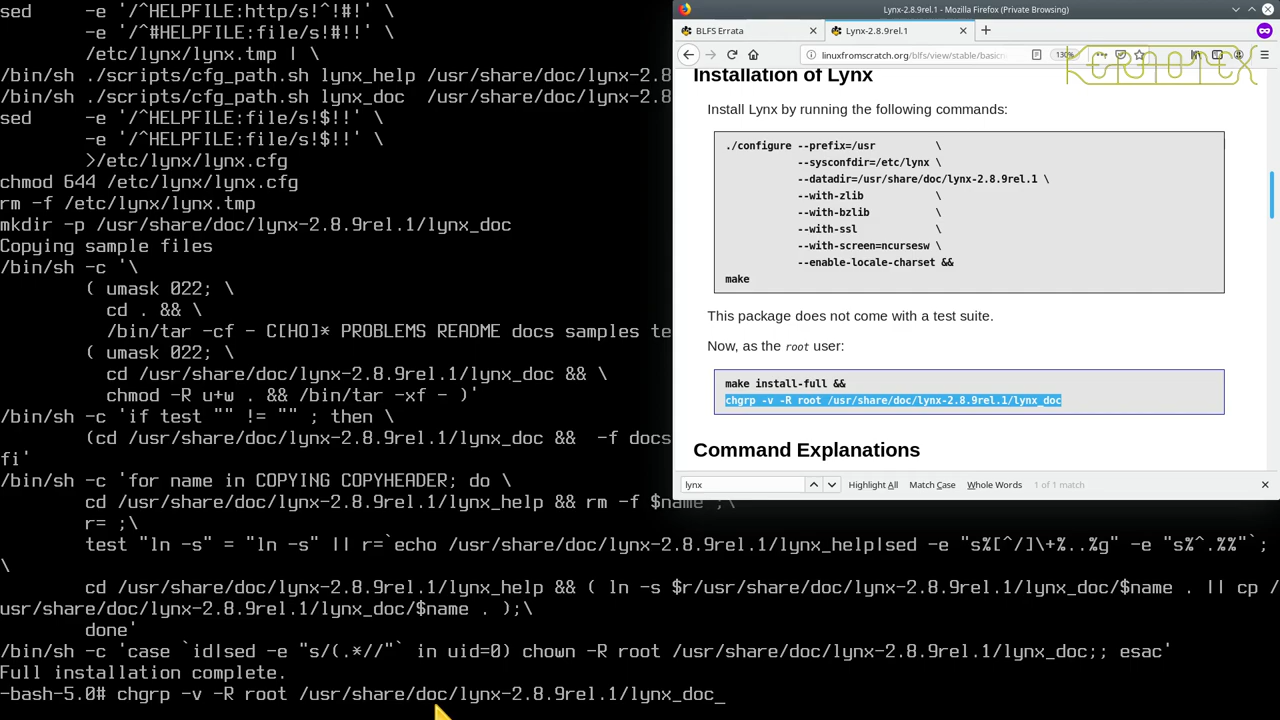 sed     -e '/^HELPFILE:http/s!^!#!' \
        -e '/^#HELPFILE:file/s!#!!' \
        /etc/lynx/lynx.tmp | \
/bin/sh ./scripts/cfg_path.sh lynx_help /usr/share/doc/lynx-2.8
/bin/sh ./scripts/cfg_path.sh lynx_doc  /usr/share/doc/lynx-2.8
sed     -e '/^HELPFILE:file/s!$!!' \
        -e '/^HELPFILE:file/s!$!!' \
        >/etc/lynx/lynx.cfg
chmod 644 /etc/lynx/lynx.cfg
rm -f /etc/lynx/lynx.tmp
mkdir -p /usr/share/doc/lynx-2.8.9rel.1/lynx_doc
Copying sample files
/bin/sh -c '\
        ( umask 022; \
          cd . && \
          /bin/tar -cf - C[HO]* PROBLEMS README docs samples te
        ( umask 022; \
          cd /usr/share/doc/lynx-2.8.9rel.1/lynx_doc && \
          chmod -R u+w . && /bin/tar -xf - )'
/bin/sh -c 'if test "" != "" ; then \
        (cd /usr/share/doc/lynx-2.8.9rel.1/lynx_doc &&  -f docs
fi'
/bin/sh -c 'for name in COPYING COPYHEADER; do \
        cd /usr/share/doc/lynx-2.8.9rel.1/lynx_help && rm -f $name ;\
        r= ;\
        test "ln -s" = "ln -s" || r=`echo /usr/share/doc/lynx-2.8.9rel.1/lynx_help|sed -e "s%[^/]\+%..%g" -e "s%^.%%"`;
\
        cd /usr/share/doc/lynx-2.8.9rel.1/lynx_help && ( ln -s $r/usr/share/doc/lynx-2.8.9rel.1/lynx_doc/$name . || cp /
usr/share/doc/lynx-2.8.9rel.1/lynx_doc/$name . );\
        done'
/bin/sh -c 'case `id|sed -e "s/(.*//"` in uid=0) chown -R root /usr/share/doc/lynx-2.8.9rel.1/lynx_doc;; esac'
Full installation complete.
-bash-5.0# chgrp -v -R root /usr/share/doc/lynx-2.8.9rel.1/lynx_doc_
Lynx-2.8.9rel.1 - Mozilla Firefox (Private Browsing)
BLFS Errata
Lynx-2.8.9rel.1
linuxfromscratch.org/blfs/view/stable/basicn
130%
KERNOTEX
Installation of Lynx
Install Lynx by running the following commands:
./configure --prefix=/usr          \
            --sysconfdir=/etc/lynx \
            --datadir=/usr/share/doc/lynx-2.8.9rel.1 \
            --with-zlib            \
            --with-bzlib           \
            --with-ssl             \
            --with-screen=ncursesw \
            --enable-locale-charset &&
make
This package does not come with a test suite.
Now, as the root user:
make install-full &&
chgrp -v -R root /usr/share/doc/lynx-2.8.9rel.1/lynx_doc
Command Explanations
lynx
Highlight All
Match Case
Whole Words
1 of 1 match